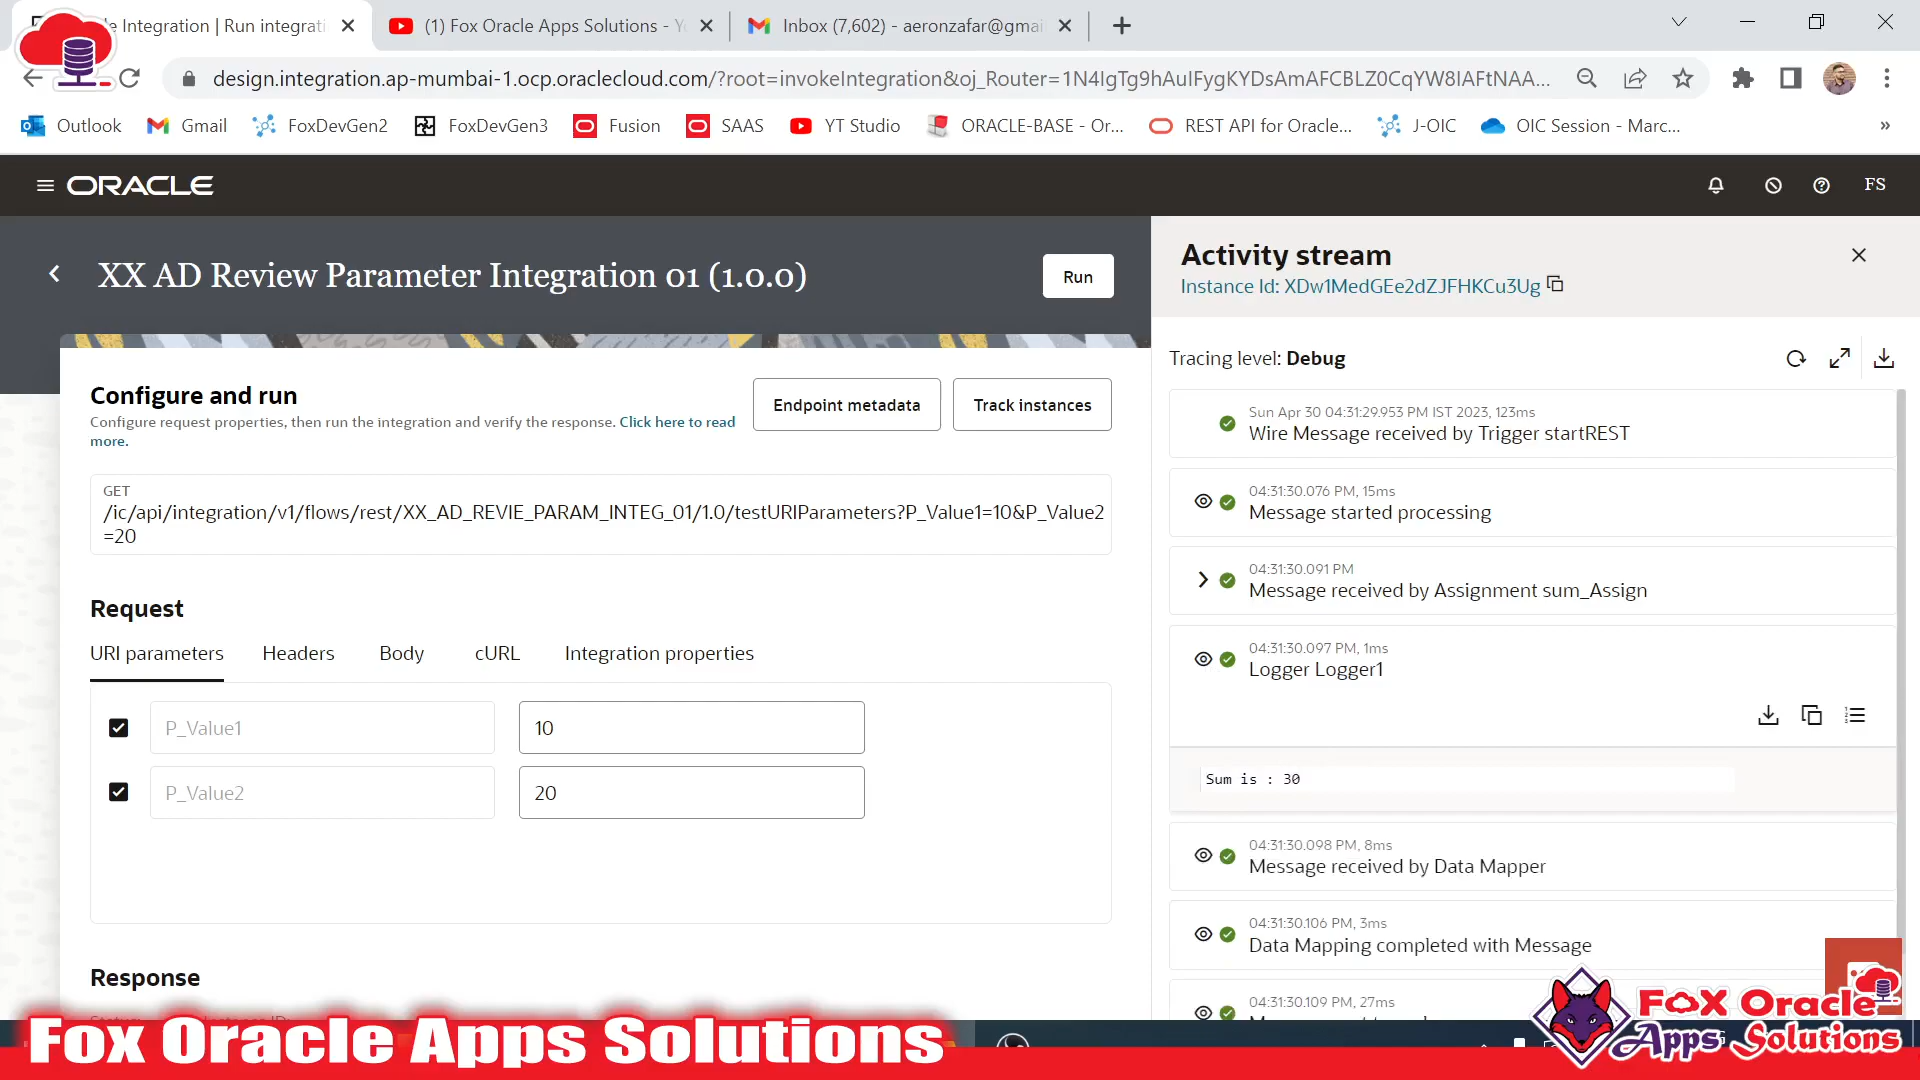 e Integration | Run integrati
(1) Fox Oracle Apps Solutions - Y
Inbox (7,602) - aeronzafar@gmai
design.integration.ap-mumbai-1.ocp.oraclecloud.com/?root=invokeIntegration&oj_Router=1N4IgTg9hAuIFygKYDsAmAFCBLZ0CqYW8IAFtNAA...
Outlook
Gmail
FoxDevGen2
FoxDevGen3
Fusion
SAAS
YT Studio
ORACLE-BASE - Or...
REST API for Oracle...
J-OIC
OIC Session - Marc...
»
ORACLE
FS
XX AD Review Parameter Integration 01 (1.0.0)
Run
Configure and run
Configure request properties, then run the integration and verify the response. Click here to read
more.
Endpoint metadata
Track instances
GET
/ic/api/integration/v1/flows/rest/XX_AD_REVIE_PARAM_INTEG_01/1.0/testURIParameters?P_Value1=10&P_Value2
=20
Request
URI parameters
Headers
Body
cURL
Integration properties
P_Value1
10
P_Value2
20
Response
Activity stream
Instance Id: XDw1MedGEe2dZJFHKCu3Ug
Tracing level: Debug
Sun Apr 30 04:31:29.953 PM IST 2023, 123ms
Wire Message received by Trigger startREST
04:31:30.076 PM, 15ms
Message started processing
04:31:30.091 PM
Message received by Assignment sum_Assign
04:31:30.097 PM, 1ms
Logger Logger1
Sum is : 30
04:31:30.098 PM, 8ms
Message received by Data Mapper
04:31:30.106 PM, 3ms
Data Mapping completed with Message
04:31:30.109 PM, 27ms
Fox Oracle Apps Solutions
Fox Oracle
Apps Solutions